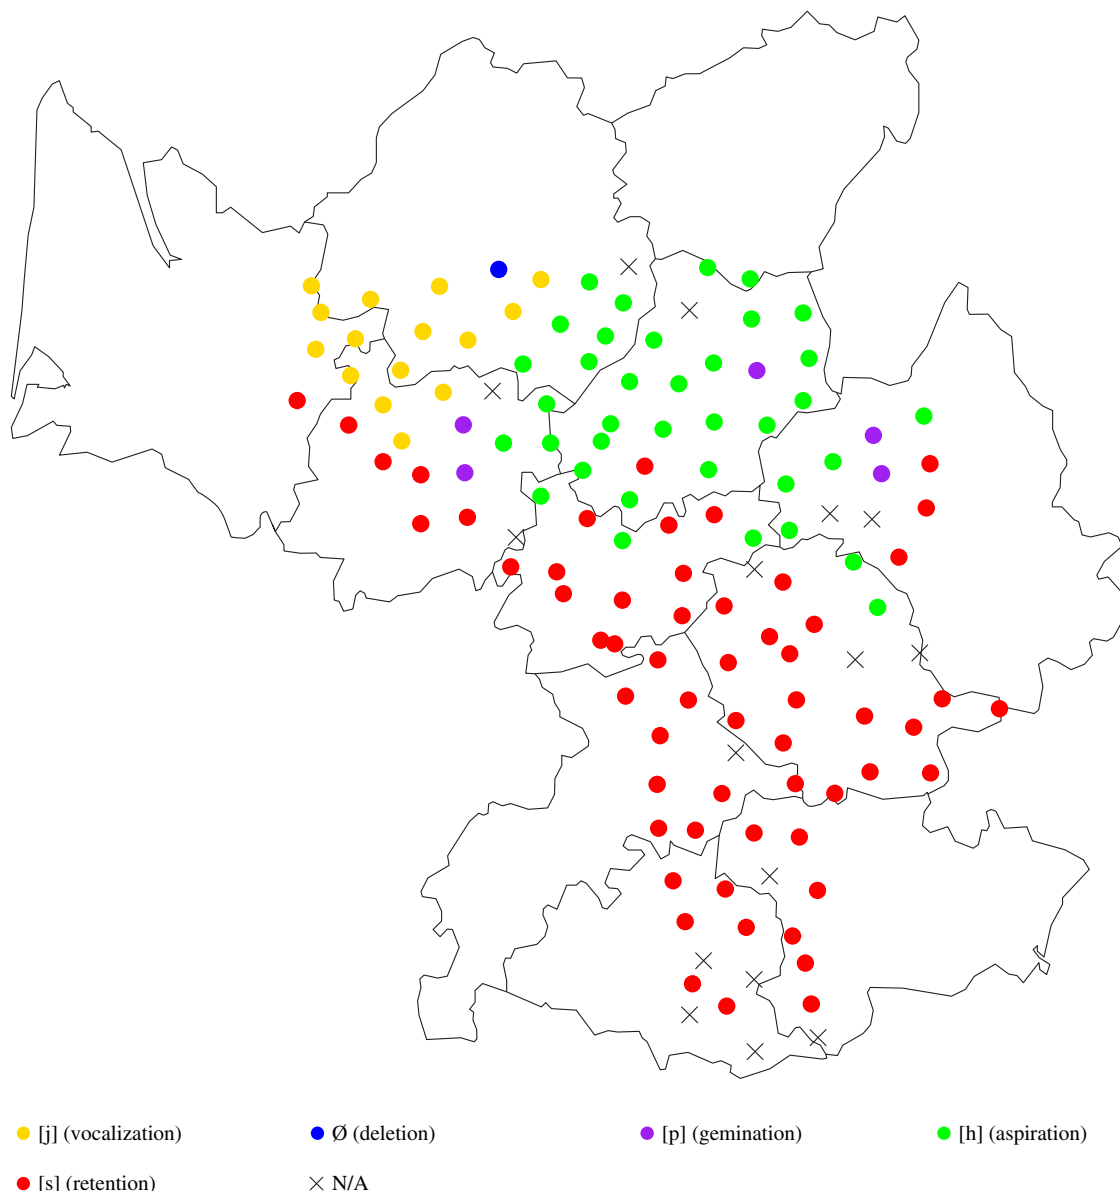 [j] (vocalization) Ø (deletion) [p] (gemination) [h] (aspiration)
[s] (retention) N/A